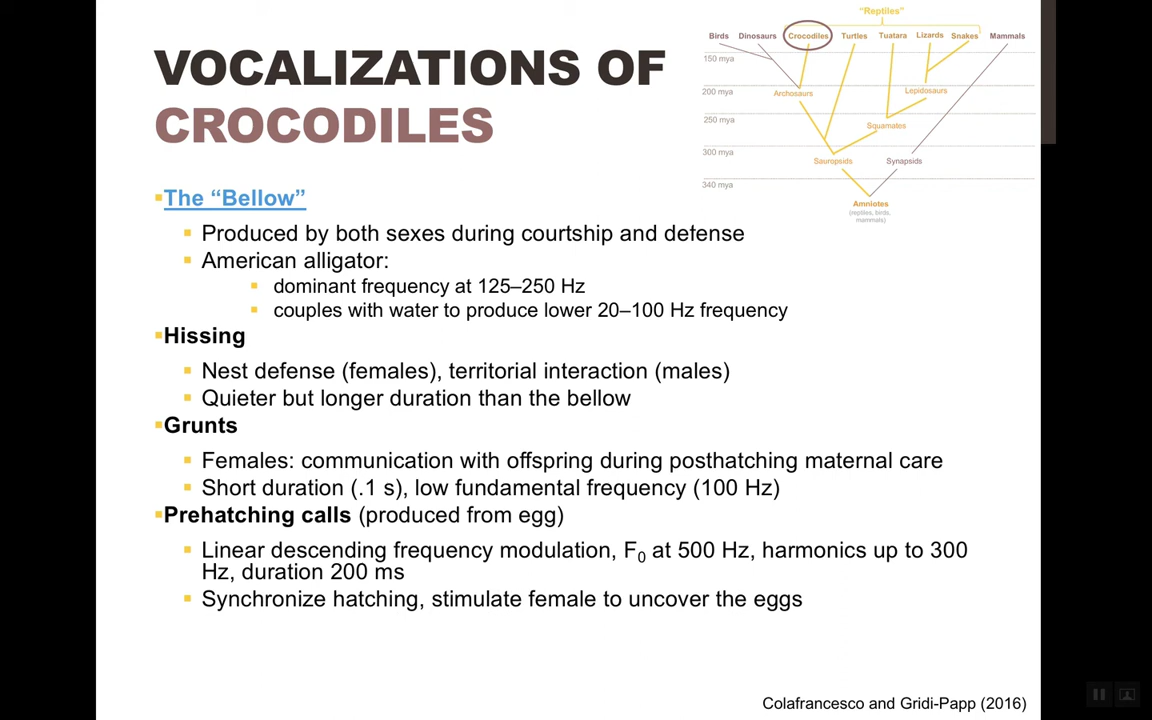 VOCALIZATIONS OF
CROCODILES
"Reptiles"
Birds Dinosaurs Crocodiles Turtles Tuatara Lizards Snakes Mammals
150 mya
200 mya
Archosaurs
Lepidosaurs
250 mya
Squamates
300 mya
Sauropsids
Synapsids
340 mya
Amniotes
(reptiles, birds,
mammals)
▪The “Bellow”
▪ Produced by both sexes during courtship and defense
▪ American alligator:
▪ dominant frequency at 125–250 Hz
▪ couples with water to produce lower 20–100 Hz frequency
▪Hissing
▪ Nest defense (females), territorial interaction (males)
▪ Quieter but longer duration than the bellow
▪Grunts
▪ Females: communication with offspring during posthatching maternal care
▪ Short duration (.1 s), low fundamental frequency (100 Hz)
▪Prehatching calls (produced from egg)
▪ Linear descending frequency modulation, F0 at 500 Hz, harmonics up to 300
Hz, duration 200 ms
▪ Synchronize hatching, stimulate female to uncover the eggs
Colafrancesco and Gridi-Papp (2016)